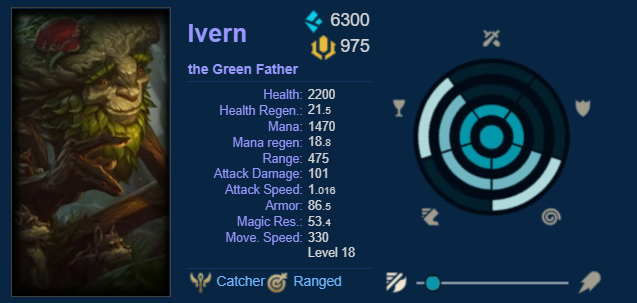 Ivern
6300
975
the Green Father
Health: 2200
Health Regen.: 21.5
Mana: 1470
Mana regen: 18.8
Range: 475
Attack Damage: 101
Attack Speed: 1.016
Armor: 86.5
Magic Res.: 53.4
Move. Speed: 330
Level 18
Catcher Ranged